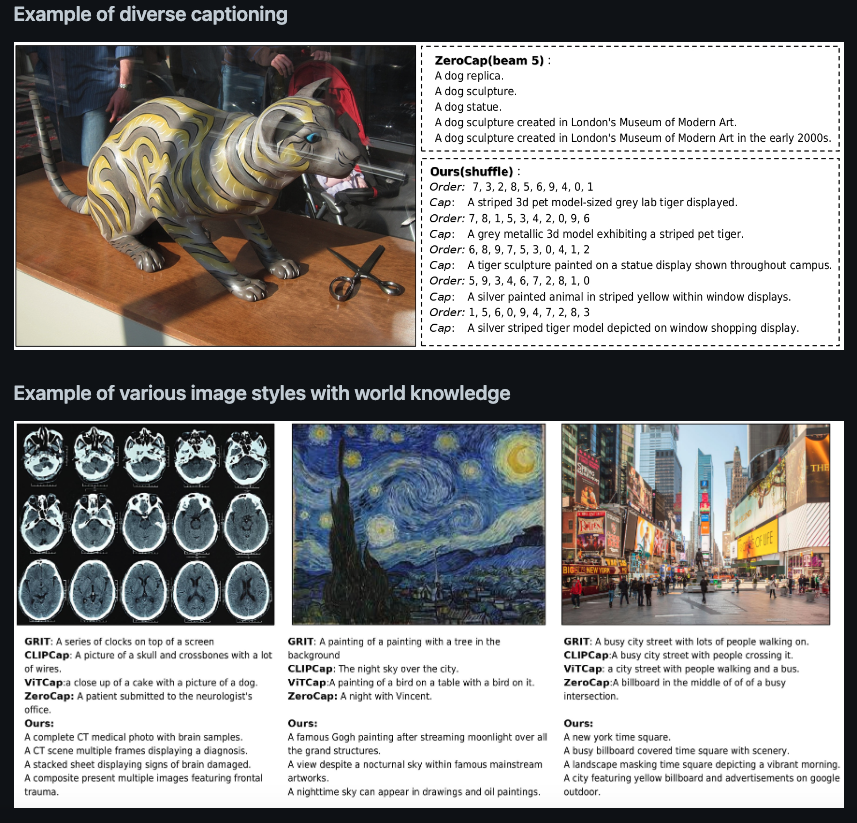 Example of diverse captioning
ZeroCap(beam 5) :
A dog replica.
A dog sculpture.
A dog statue.
A dog sculpture created in London's Museum of Modern Art.
A dog sculpture created in London's Museum of Modern Art in the early 2000s.
Ours(shuffle) :
Order: 7, 3, 2, 8, 5, 6, 9, 4, 0, 1
Cap: A striped 3d pet model-sized grey lab tiger displayed.
Order: 7, 8, 1, 5, 3, 4, 2, 0, 9, 6
Cap: A grey metallic 3d model exhibiting a striped pet tiger.
Order: 6, 8, 9, 7, 5, 3, 0, 4, 1, 2
Cap: A tiger sculpture painted on a statue display shown throughout campus.
Order: 5, 9, 3, 4, 6, 7, 2, 8, 1, 0
Cap: A silver painted animal in striped yellow within window displays.
Order: 1, 5, 6, 0, 9, 4, 7, 2, 8, 3
Cap: A silver striped tiger model depicted on window shopping display.
Example of various image styles with world knowledge
THE
OF LIFE
NEW YORK
GRIT: A series of clocks on top of a screen
CLIPCap: A picture of a skull and crossbones with a lot
of wires.
ViTCap:a close up of a cake with a picture of a dog.
ZeroCap: A patient submitted to the neurologist's
office.
Ours:
A complete CT medical photo with brain samples.
A CT scene multiple frames displaying a diagnosis.
A stacked sheet displaying signs of brain damaged.
A composite present multiple images featuring frontal
trauma.
GRIT: A painting of a painting with a tree in the
background
CLIPCap: The night sky over the city.
ViTCap:A painting of a bird on a table with a bird on it.
ZeroCap: A night with Vincent.
Ours:
A famous Gogh painting after streaming moonlight over all
the grand structures.
A view despite a nocturnal sky within famous mainstream
artworks.
A nighttime sky can appear in drawings and oil paintings.
GRIT: A busy city street with lots of people walking on.
CLIPCap:A busy city street with people crossing it.
ViTCap: a city street with people walking and a bus.
ZeroCap:A billboard in the middle of of of a busy
intersection.
Ours:
A new york time square.
A busy billboard covered time square with scenery.
A landscape masking time square depicting a vibrant morning.
A city featuring yellow billboard and advertisements on google
outdoor.